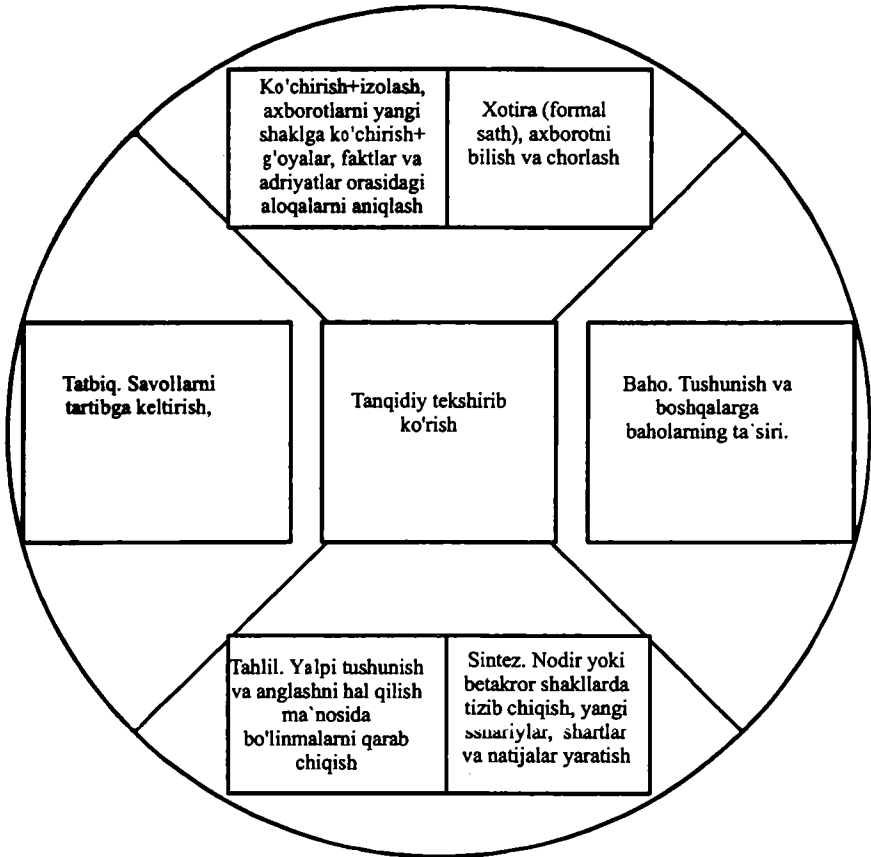 Ko'chirish+izolash,
axborotlarni yangi
shaklga ko'chirish+
g'oyalar, faktlar va
adriyatlar orasidagi
aloqalarni aniqlash
Xotira (formal
sath), axborotni
bilish va chorlash
Tatbiq. Savollarni
tartibga keltirish,
Tanqidiy tekshirib
ko'rish
Baho. Tushunish va
boshqalarga
baholarning ta`siri.
Tahlil. Yalpi tushunish
va anglashni hal qilish
ma`nosida
bo'linmalarni qarab
chiqish
Sintez. Nodir yoki
betakror shakllarda
tizib chiqish, yangi
ssnariylar, shartlar
va natijalar yaratish